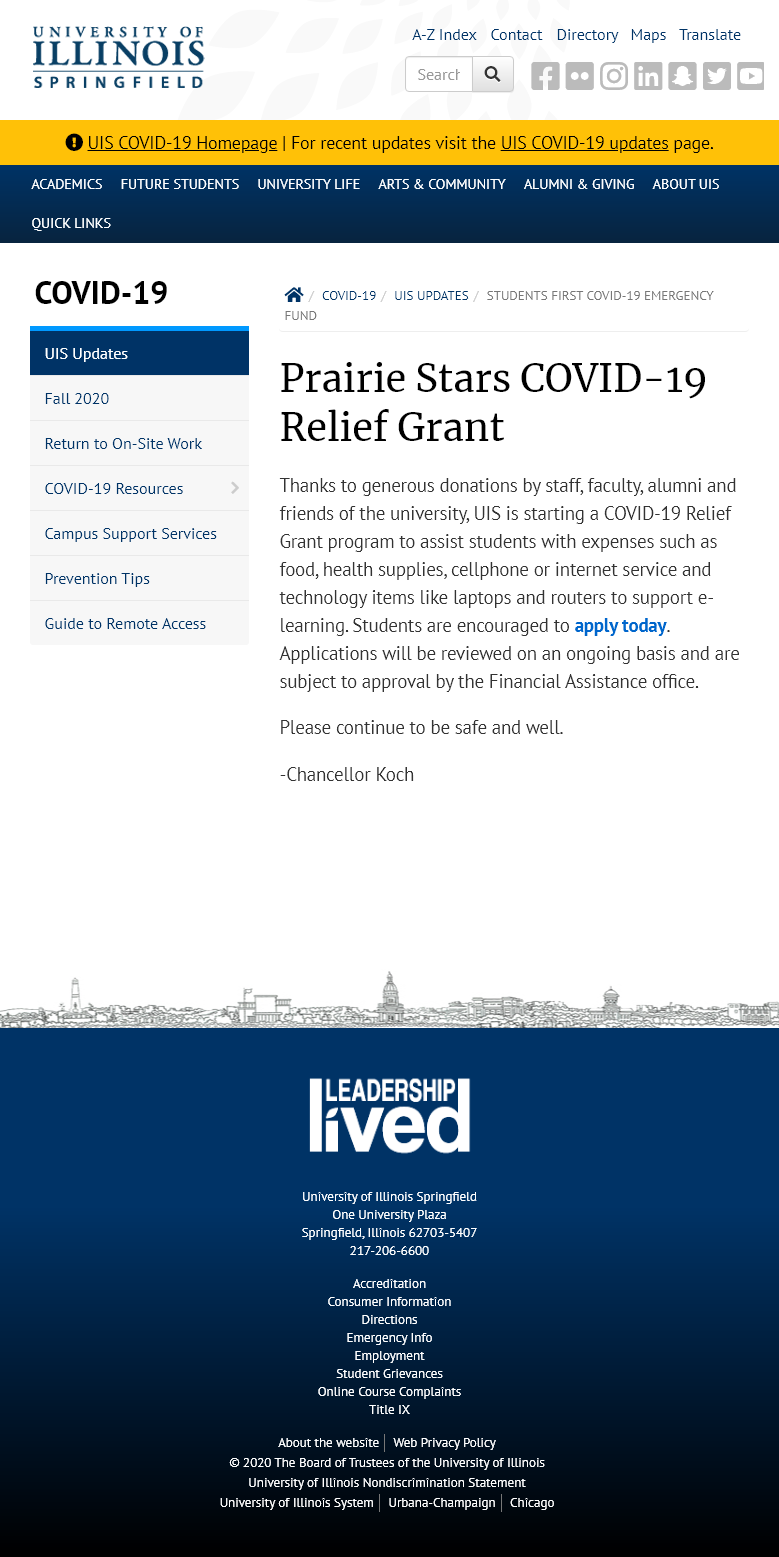 UNIVERSITY OF
ILLINOIS
SPRINGFIELD
A-Z Index Contact Directory Maps Translate
Search
UIS COVID-19 Homepage | For recent updates visit the UIS COVID-19 updates page.
ACADEMICS FUTURE STUDENTS UNIVERSITY LIFE ARTS & COMMUNITY ALUMNI & GIVING ABOUT UIS
QUICK LINKS
COVID-19
UIS Updates
Fall 2020
Return to On-Site Work
COVID-19 Resources
Campus Support Services
Prevention Tips
Guide to Remote Access
/ COVID-19 / UIS UPDATES / STUDENTS FIRST COVID-19 EMERGENCY
FUND
Prairie Stars COVID-19
Relief Grant
Thanks to generous donations by staff, faculty, alumni and
friends of the university, UIS is starting a COVID-19 Relief
Grant program to assist students with expenses such as
food, health supplies, cellphone or internet service and
technology items like laptops and routers to support e-
learning. Students are encouraged to apply today.
Applications will be reviewed on an ongoing basis and are
subject to approval by the Financial Assistance office.
Please continue to be safe and well.
-Chancellor Koch
LEADERSHIP
lived
University of Illinois Springfield
One University Plaza
Springfield, Illinois 62703-5407
217-206-6600
Accreditation
Consumer Information
Directions
Emergency Info
Employment
Student Grievances
Online Course Complaints
Title IX
About the website | Web Privacy Policy
© 2020 The Board of Trustees of the University of Illinois
University of Illinois Nondiscrimination Statement
University of Illinois System | Urbana-Champaign | Chicago